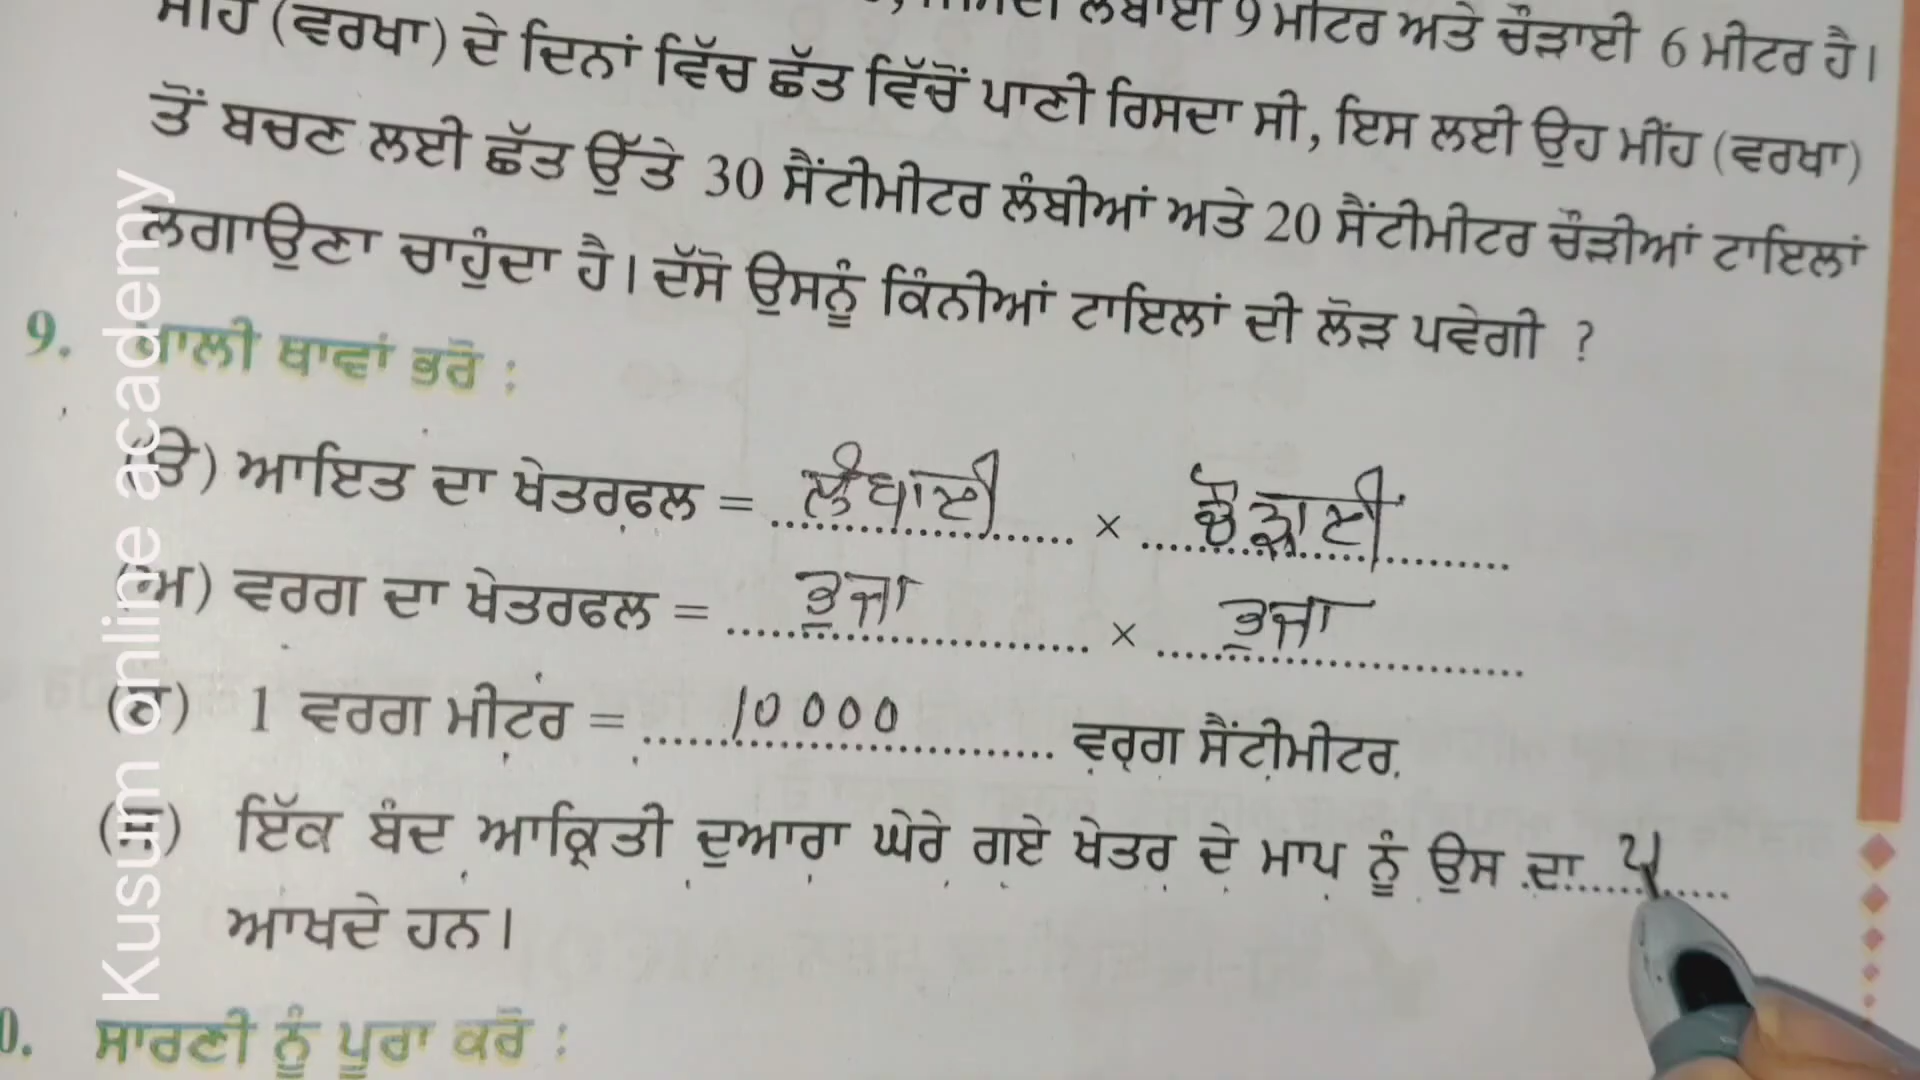 ਲੰਬਾਈ 9 ਮੀਟਰ ਅਤੇ ਚੌੜਾਈ 6 ਮੀਟਰ ਹੈ।
ਮੀਂਹ (ਵਰਖਾ) ਦੇ ਦਿਨਾਂ ਵਿੱਚ ਛੱਤ ਵਿੱਚੋਂ ਪਾਣੀ ਰਿਸਦਾ ਸੀ, ਇਸ ਲਈ ਉਹ ਮੀਂਹ (ਵਰਖਾ)
ਤੋਂ ਬਚਣ ਲਈ ਛੱਤ ਉੱਤੇ 30 ਸੈਂਟੀਮੀਟਰ ਲੰਬੀਆਂ ਅਤੇ 20 ਸੈਂਟੀਮੀਟਰ ਚੌੜੀਆਂ ਟਾਇਲਾਂ
ਲਗਾਉਣਾ ਚਾਹੁੰਦਾ ਹੈ। ਦੱਸੋ ਉਸਨੂੰ ਕਿੰਨੀਆਂ ਟਾਇਲਾਂ ਦੀ ਲੋੜ ਪਵੇਗੀ ?
9. ਖਾਲੀ ਥਾਵਾਂ ਭਰੋ :
(ੳ) ਆਇਤ ਦਾ ਖੇਤਰਫਲ = ਲੰਬਾਈ × ਚੌੜਾਈ
(ਅ) ਵਰਗ ਦਾ ਖੇਤਰਫਲ = ਭੁਜਾ × ਭੁਜਾ
(ੲ) 1 ਵਰਗ ਮੀਟਰ = 10000 ਵਰਗ ਸੈਂਟੀਮੀਟਰ.
(ਸ) ਇੱਕ ਬੰਦ ਆਕ੍ਰਿਤੀ ਦੁਆਰਾ ਘੇਰੇ ਗਏ ਖੇਤਰ ਦੇ ਮਾਪ ਨੂੰ ਉਸ ਦਾ
ਆਖਦੇ ਹਨ।
0. ਸਾਰਣੀ ਨੂੰ ਪੂਰਾ ਕਰੋ :
Kusum online academy